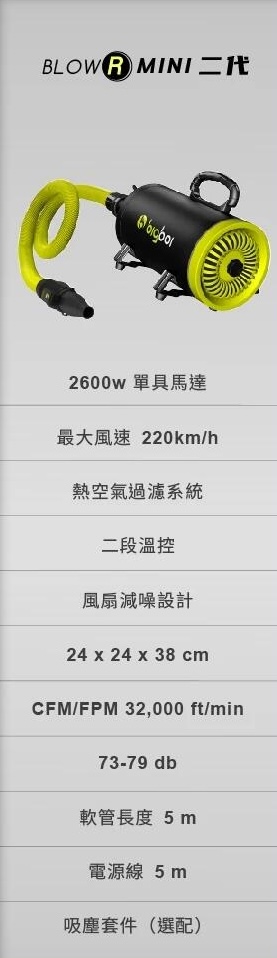 BLOWR MINI 二代
bigboi
2600w 單具馬達
最大風速 220km/h
熱空氣過濾系統
二段溫控
風扇減噪設計
24 x 24 x 38 cm
CFM/FPM 32,000 ft/min
73-79 db
軟管長度 5 m
電源線 5 m
吸塵套件（選配）